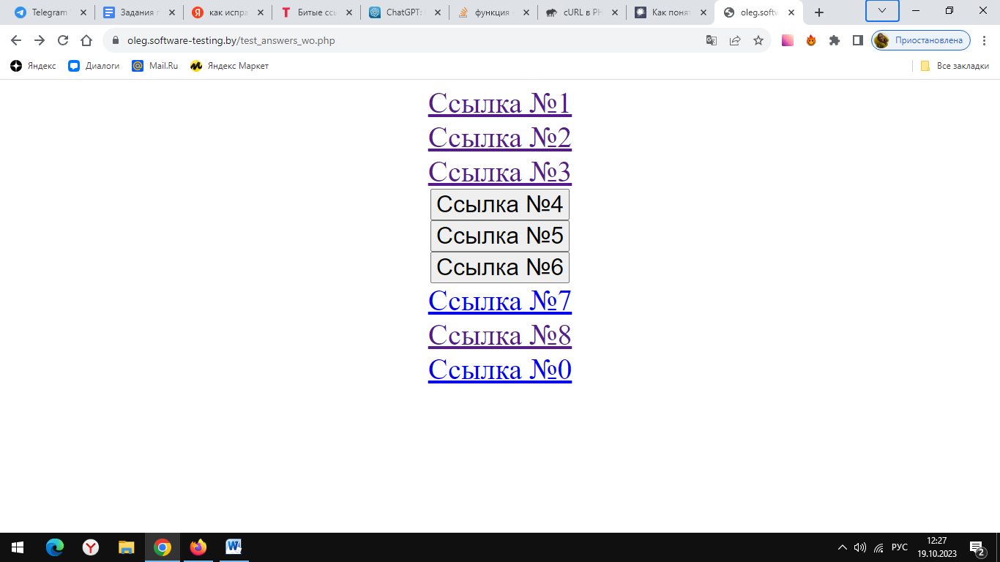 Telegram
Задания п
как испра
Битые ссы
ChatGPT:
функция
cURL в PH
Как понят
oleg.softw
oleg.software-testing.by/test_answers_wo.php
Приостановлена
Яндекс
Диалоги
Mail.Ru
Яндекс Маркет
Все закладки
Ссылка №1
Ссылка №2
Ссылка №3
Ссылка №4
Ссылка №5
Ссылка №6
Ссылка №7
Ссылка №8
Ссылка №0
РУС
12:27
19.10.2023
2